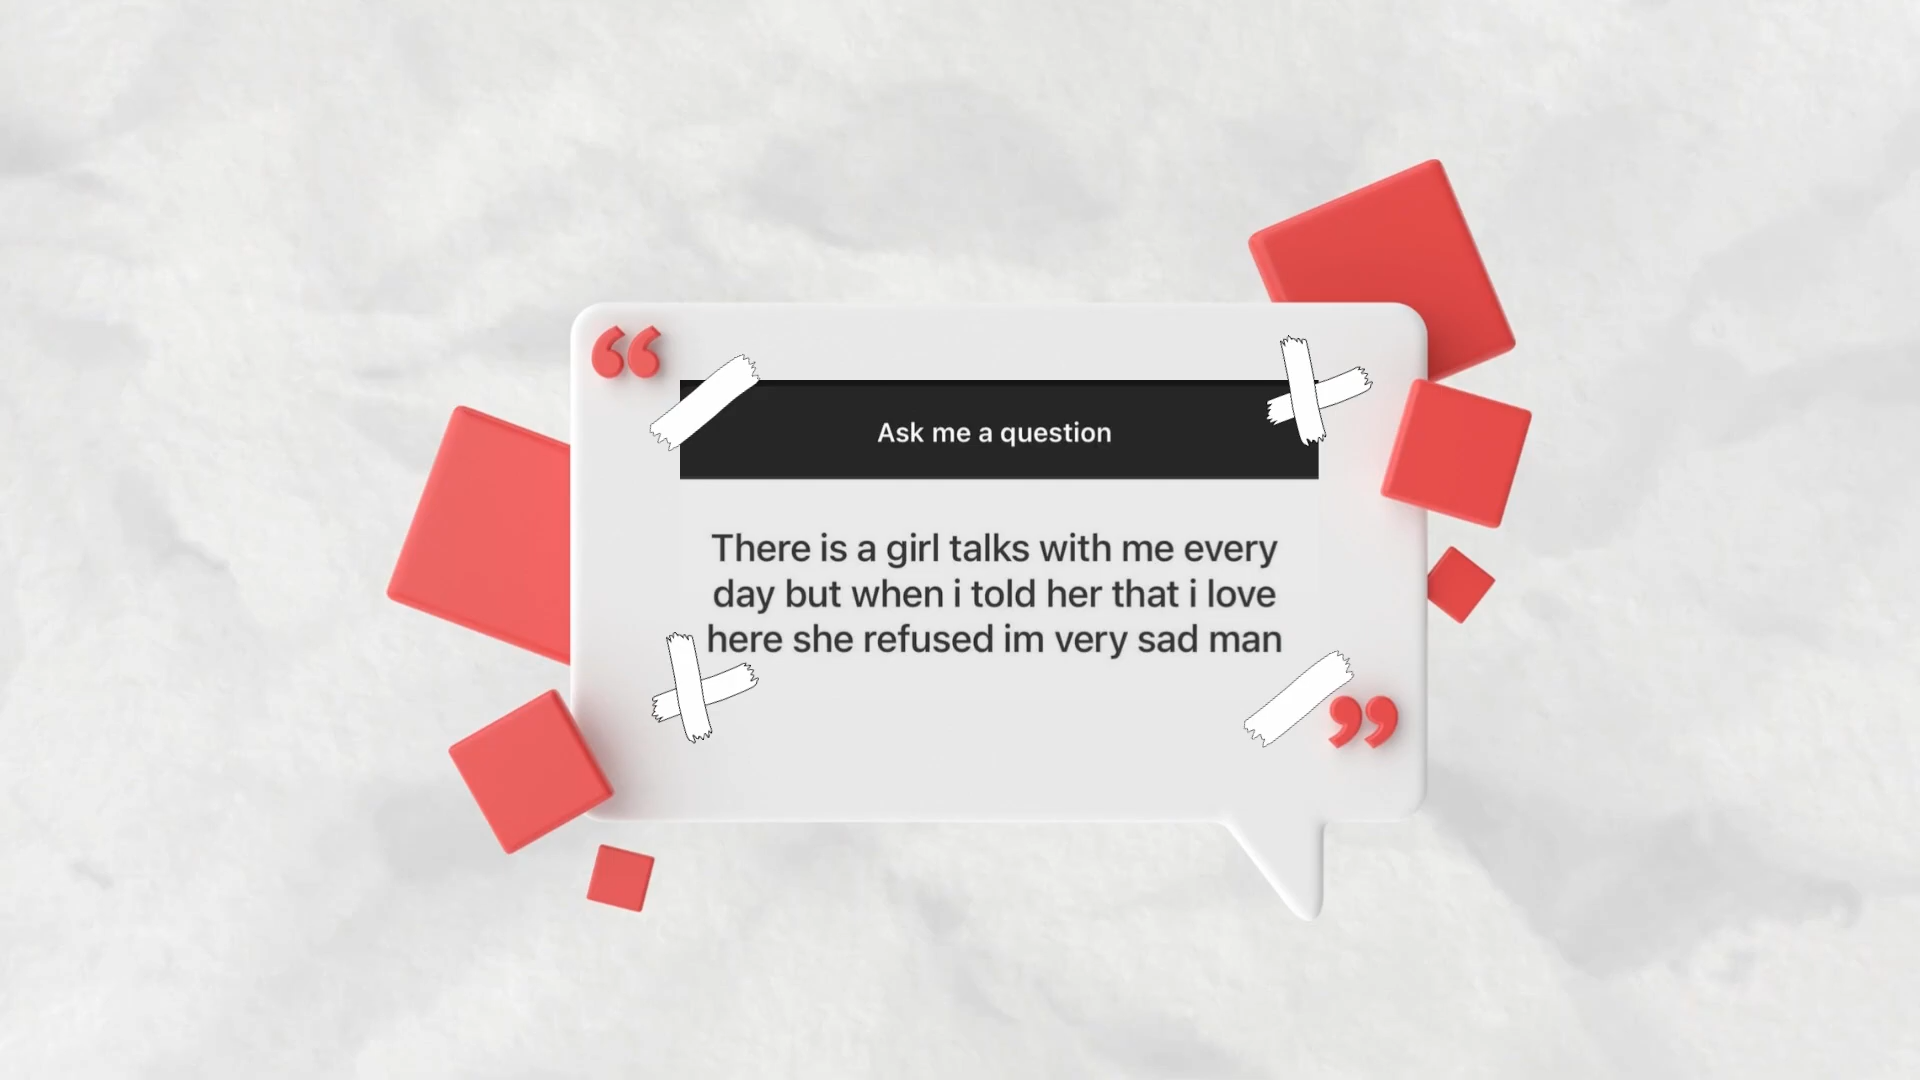 Ask me a question
There is a girl talks with me every
day but when i told her that i love
here she refused im very sad man